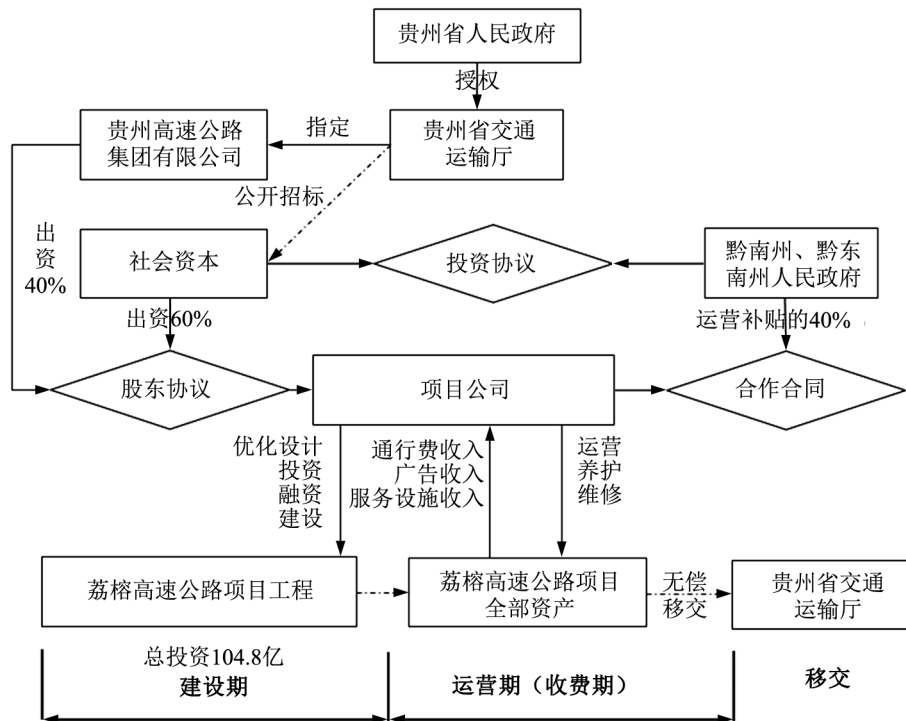 贵州省人民政府
授权
贵州高速公路
集团有限公司
指定
贵州省交通
运输厅
公开招标
出
资
40%
社会资本
投资协议
黔南州、黔东
南州人民政府
出资60%
运营补贴的40%
股东协议
项目公司
合作合同
优化设计
投资
融资
建设
通行费收入
广告收入
服务设施收入
运营
养护
维修
荔榕高速公路项目工程
荔榕高速公路项目
全部资产
无偿
移交
贵州省交通
运输厅
总投资104.8亿
建设期
运营期（收费期）
移交